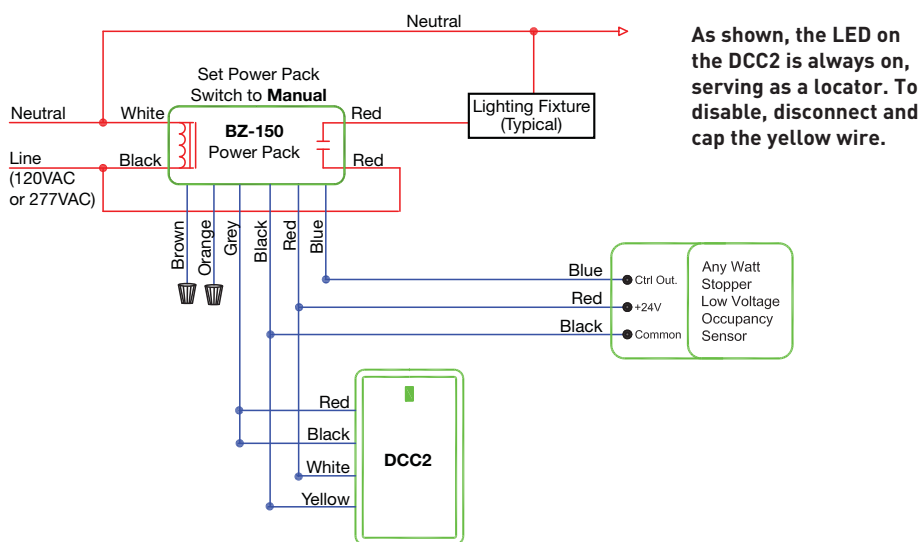 Neutral
As shown, the LED on
the DCC2 is always on,
serving as a locator. To
disable, disconnect and
cap the yellow wire.
Set Power Pack
Switch to Manual
Neutral
White
BZ-150
Power Pack
Red
Lighting Fixture
(Typical)
Line
(120VAC
or 277VAC)
Black
Red
Brown
Orange
Grey
Black
Red
Blue
Blue
Ctrl Out.
Red
+24V
Black
Common
Any Watt
Stopper
Low Voltage
Occupancy
Sensor
Red
Black
White
Yellow
DCC2